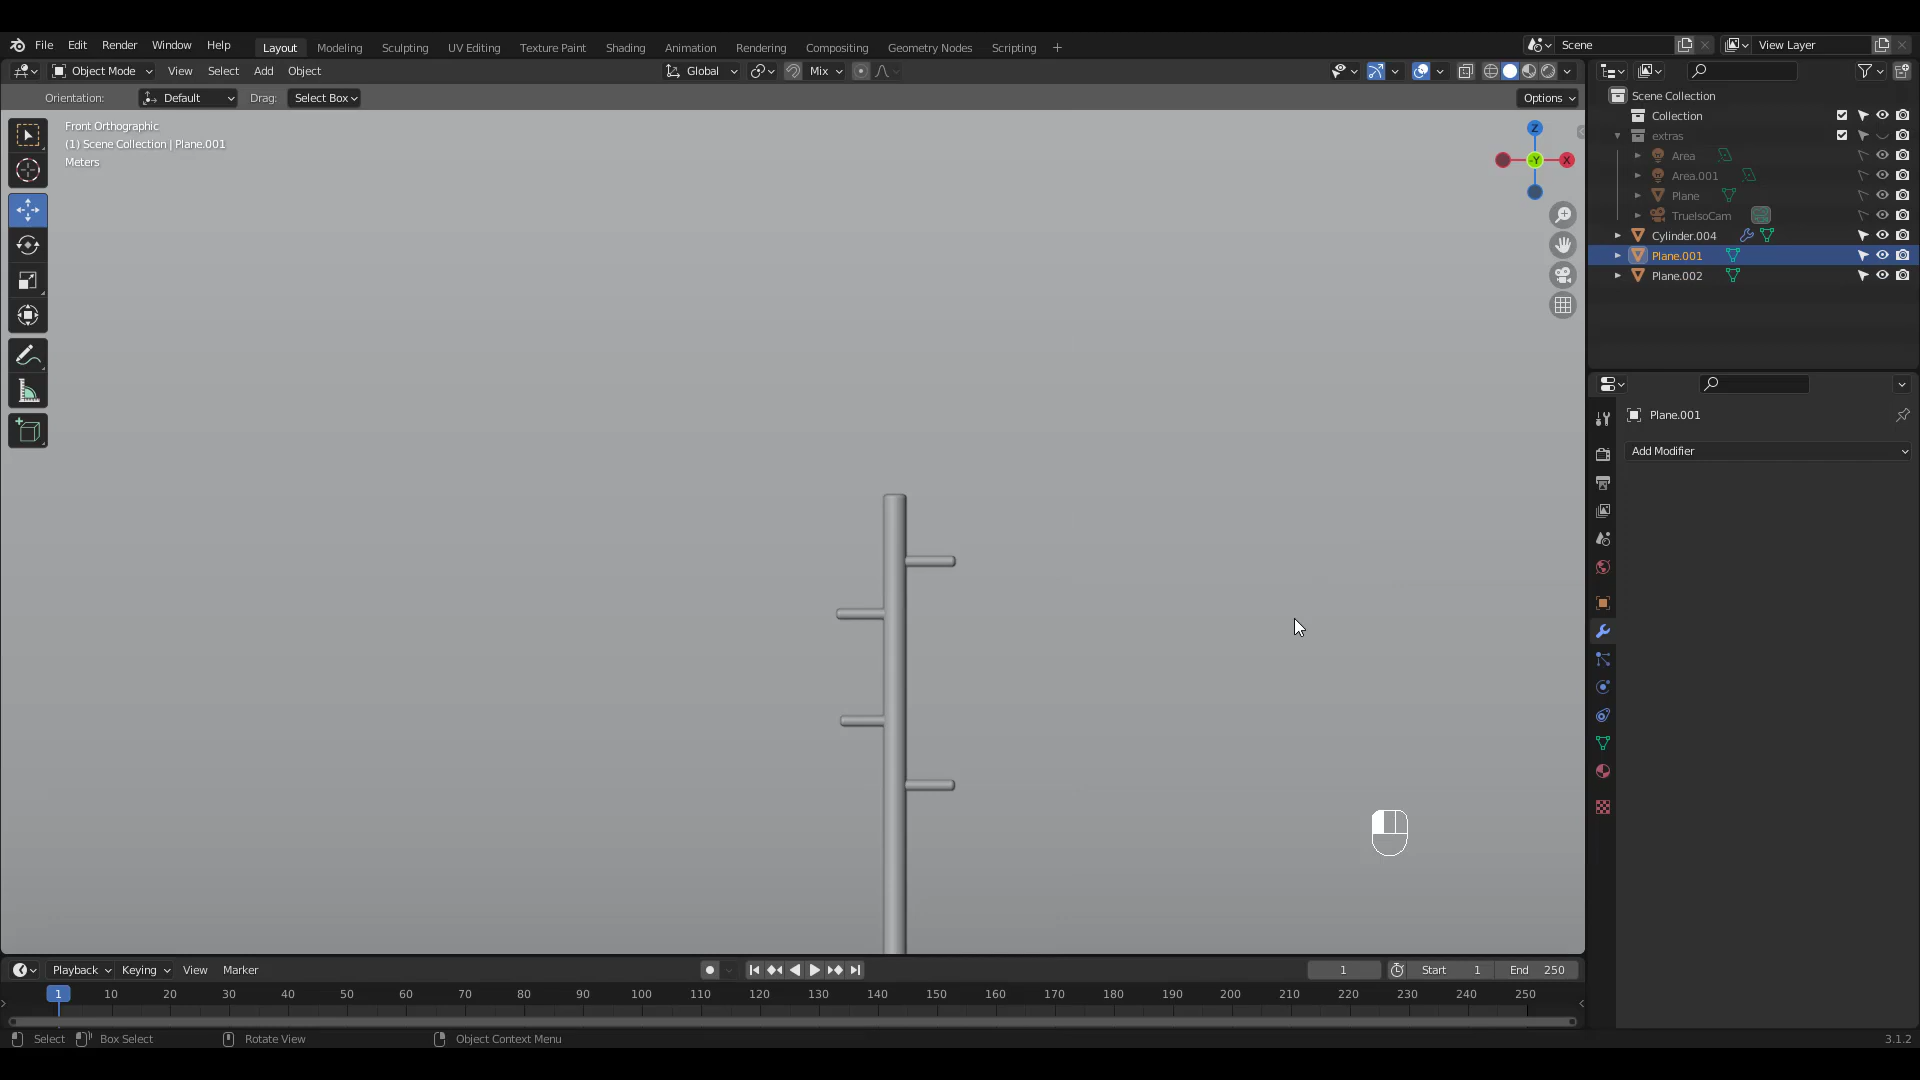 File Edit Render Window Help Layout Modeling Sculpting UV Editing Texture Paint Shading Animation Rendering Compositing Geometry Nodes Scripting + Scene View Layer
Object Mode View Select Add Object Global Mix
Orientation: Default Drag: Select Box Options
Front Orthographic
(1) Scene Collection | Plane.001
Meters
Z
Y
X
Scene Collection
Collection
extras
Area
Area.001
Plane
TrueIsoCam
Cylinder.004
Plane.001
Plane.002
Plane.001
Add Modifier
Playback Keying View Marker 1 Start 1 End 250
1 10 20 30 40 50 60 70 80 90 100 110 120 130 140 150 160 170 180 190 200 210 220 230 240 250
Select Box Select Rotate View Object Context Menu 3.1.2